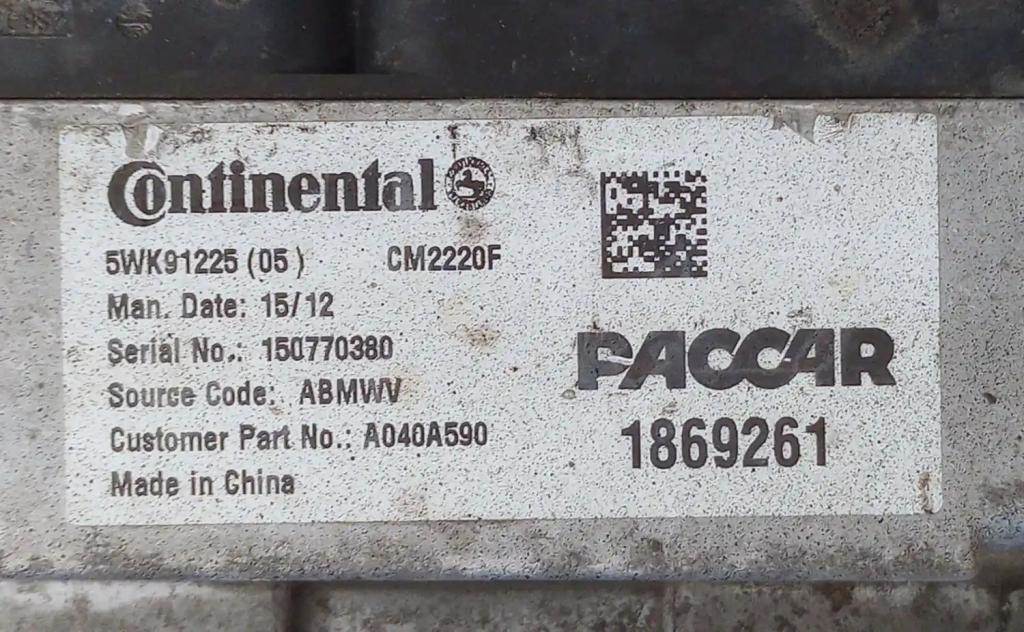 Continental
5WK91225 (05) CM2220F
Man. Date: 15/12
Serial No.: 150770380
Source Code: ABMWV
Customer Part No.: A040A590
Made in China
PACCAR
1869261